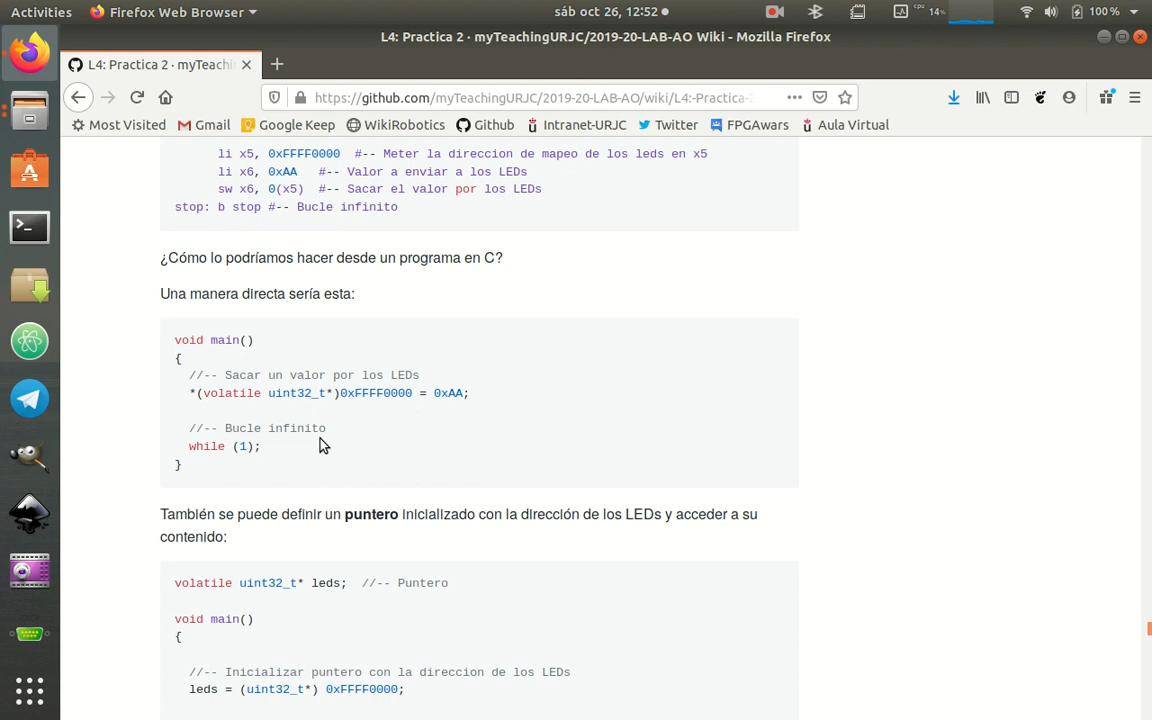 Activities Firefox Web Browser sáb oct 26, 12:52 cpu 14% 100 %
L4: Practica 2 · myTeachingURJC/2019-20-LAB-AO Wiki - Mozilla Firefox
L4: Practica 2 · myTeachi
https://github.com/myTeachingURJC/2019-20-LAB-AO/wiki/L4:-Practica-
Most Visited Gmail Google Keep WikiRobotics Github Intranet-URJC Twitter FPGAwars Aula Virtual
li x5, 0xFFFF0000 #-- Meter la direccion de mapeo de los leds en x5
li x6, 0xAA #-- Valor a enviar a los LEDs
sw x6, 0(x5) #-- Sacar el valor por los LEDs
stop: b stop #-- Bucle infinito
¿Cómo lo podríamos hacer desde un programa en C?
Una manera directa sería esta:
void main()
{
//-- Sacar un valor por los LEDs
*(volatile uint32_t*)0xFFFF0000 = 0xAA;
//-- Bucle infinito
while (1);
}
También se puede definir un puntero inicializado con la dirección de los LEDs y acceder a su
contenido:
volatile uint32_t* leds; //-- Puntero
void main()
{
//-- Inicializar puntero con la direccion de los LEDs
leds = (uint32_t*) 0xFFFF0000;